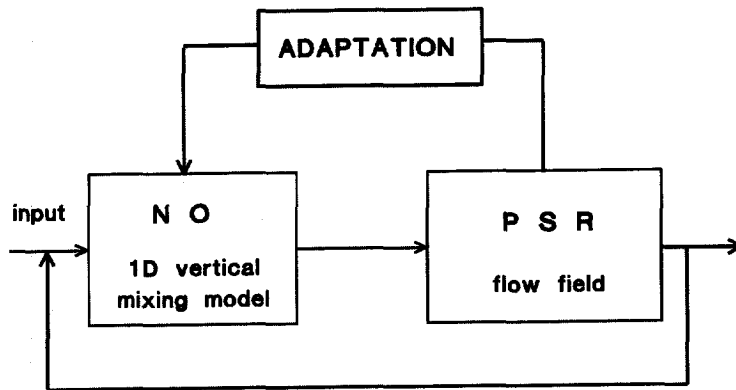 ADAPTATION
input
N O
1D vertical
mixing model
P S R
flow field